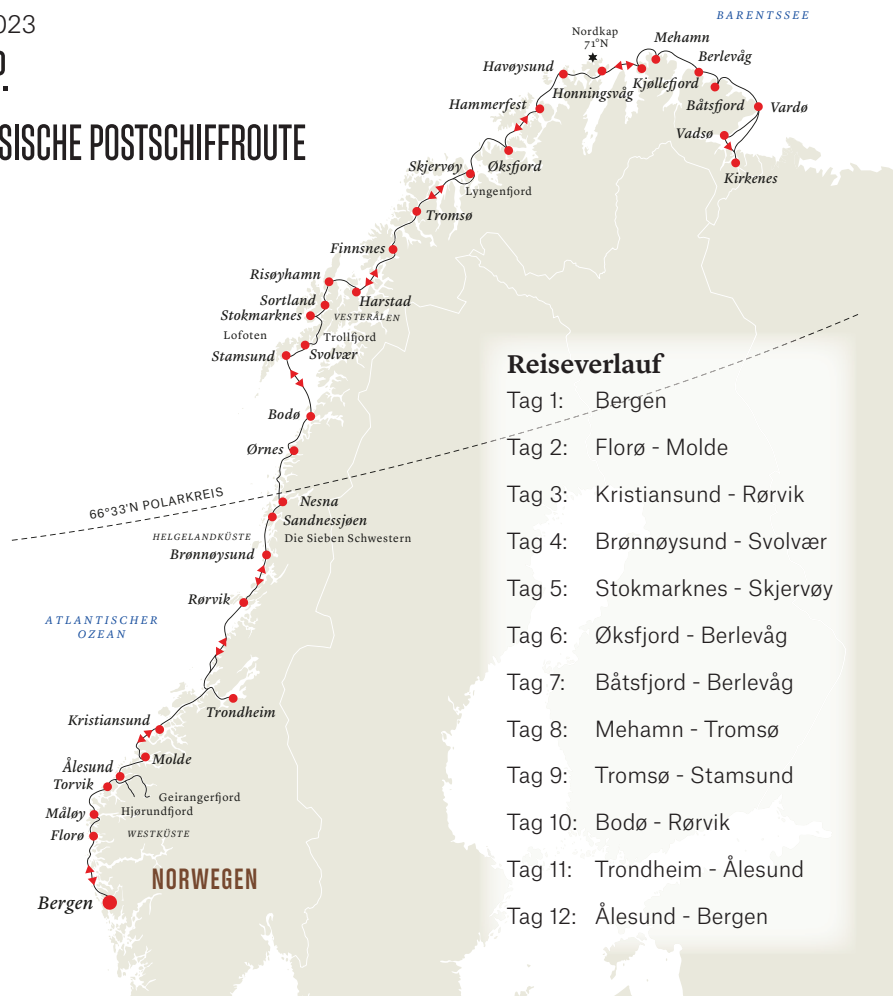 023
SISCHE POSTSCHIFFROUTE
BARENTSSEE
Nordkap
71°N
Mehamn
Berlevåg
Havøysund
Kjøllefjord
Honningsvåg
Båtsfjord
Vardø
Hammerfest
Vadsø
Kirkenes
Øksfjord
Skjervøy
Lyngenfjord
Tromsø
Finnsnes
Risøyhamn
Harstad
Sortland
Stokmarknes
VESTERÅLEN
Lofoten
Trollfjord
Stamsund
Svolvær
Bodø
Ørnes
66°33'N POLARKREIS
Nesna
Sandnessjøen
HELGELANDKÜSTE
Die Sieben Schwestern
Brønnøysund
Rørvik
ATLANTISCHER
OZEAN
Trondheim
Kristiansund
Molde
Ålesund
Torvik
Geirangerfjord
Hjørundfjord
Måløy
Florø
WESTKÜSTE
NORWEGEN
Bergen
Reiseverlauf
Tag 1: Bergen
Tag 2: Florø - Molde
Tag 3: Kristiansund - Rørvik
Tag 4: Brønnøysund - Svolvær
Tag 5: Stokmarknes - Skjervøy
Tag 6: Øksfjord - Berlevåg
Tag 7: Båtsfjord - Berlevåg
Tag 8: Mehamn - Tromsø
Tag 9: Tromsø - Stamsund
Tag 10: Bodø - Rørvik
Tag 11: Trondheim - Ålesund
Tag 12: Ålesund - Bergen